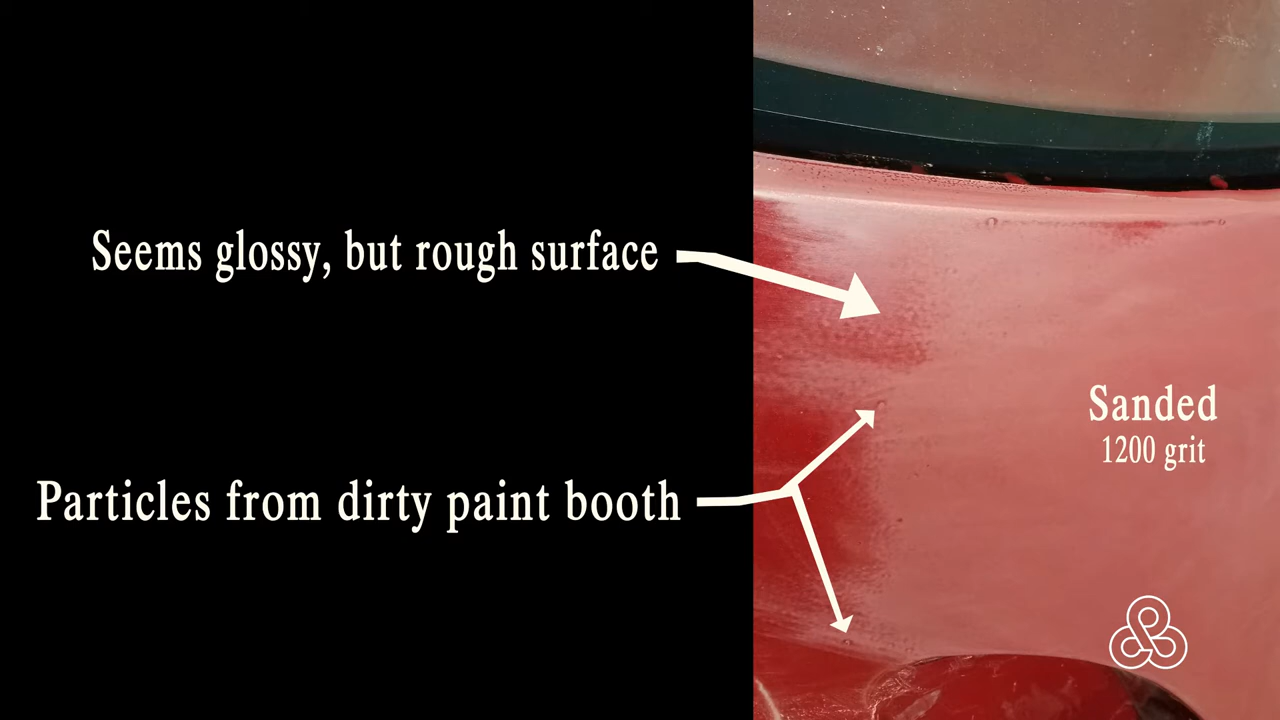 Seems glossy, but rough surface
Sanded
1200 grit
Particles from dirty paint booth